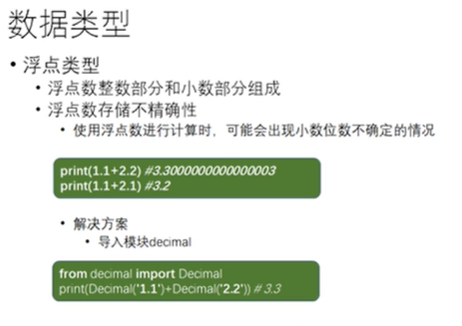 数据类型
• 浮点类型
• 浮点数整数部分和小数部分组成
• 浮点数存储不精确性
• 使用浮点数进行计算时，可能会出现小数位数不确定的情况
print(1.1+2.2) #3.3000000000000003
print(1.1+2.1) #3.2
• 解决方案
• 导入模块decimal
from decimal import Decimal
print(Decimal('1.1')+Decimal('2.2')) # 3.3